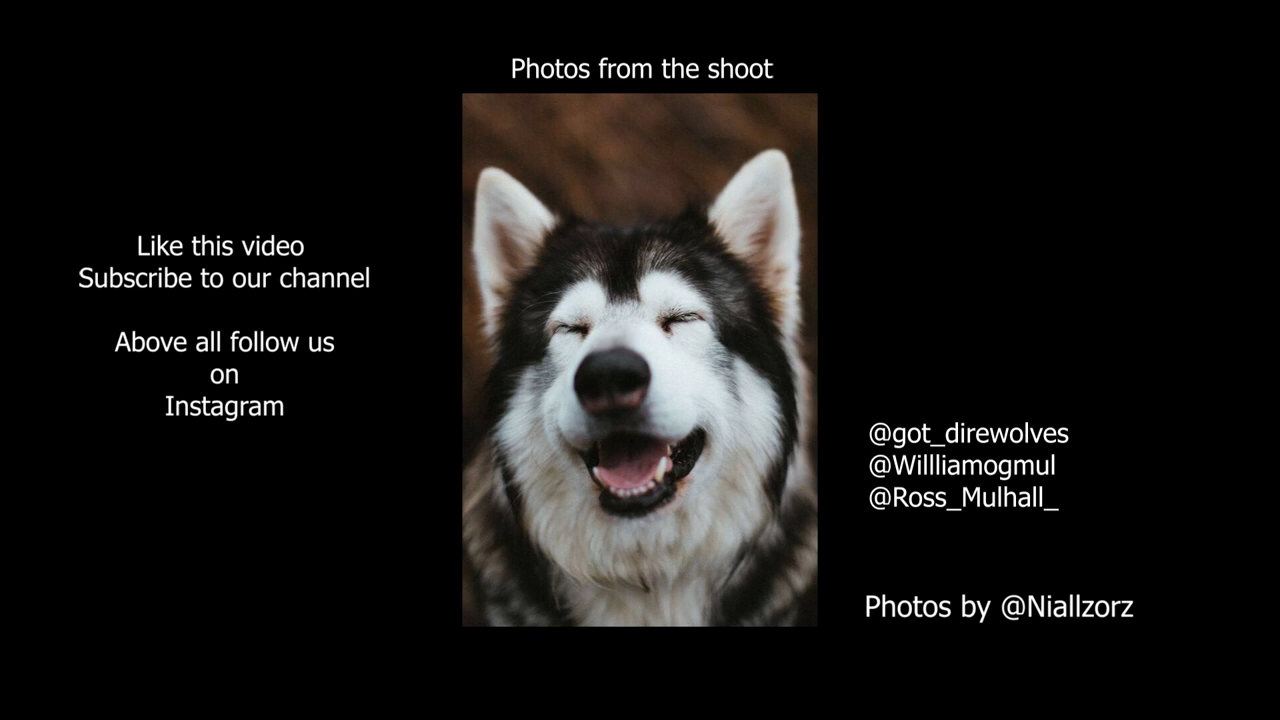 Photos from the shoot
Like this video
Subscribe to our channel
Above all follow us
on
Instagram
@got_direwolves
@Willliamogmul
@Ross_Mulhall_
Photos by @Niallzorz